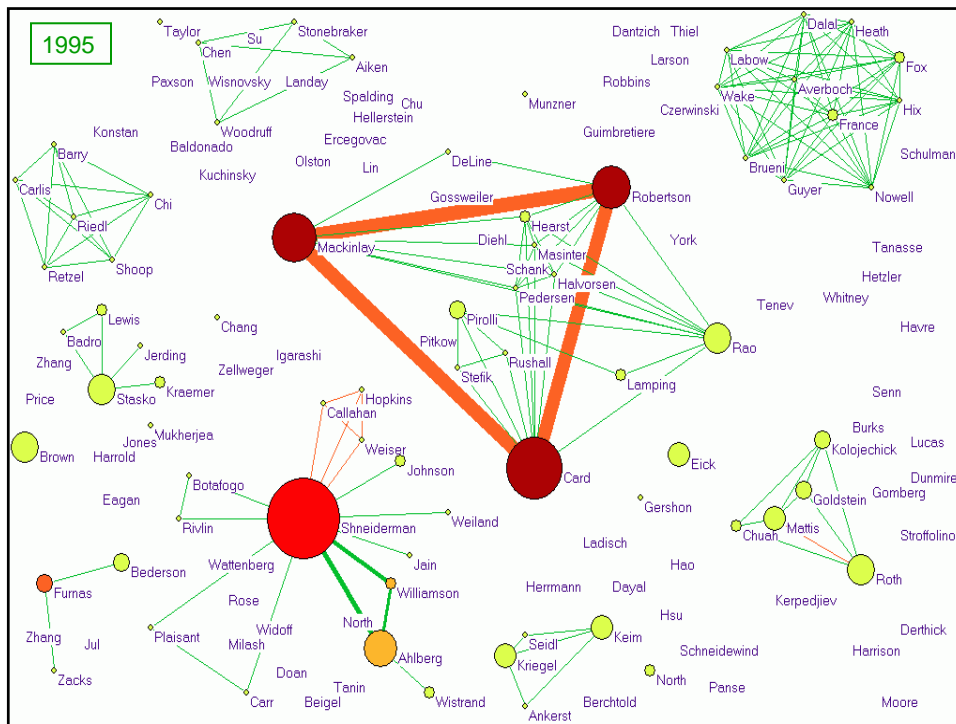 1995
Taylor
Su
Stonebraker
Chen
Aiken
Paxson
Wisnovsky
Landay
Spalding
Chu
Hellerstein
Woodruff
Ercegovac
Konstan
Baldonado
Olston
Lin
Kuchinsky
Dantzich
Thiel
Larson
Robbins
Munzner
Czerwinski
Guimbretiere
Dalal
Heath
Labow
Fox
Averboch
Wake
Hix
France
Brueni
Guyer
Nowell
Schulman
Barry
Carlis
Chi
Riedl
Retzel
Shoop
DeLine
Gossweiler
Robertson
Mackinlay
Hearst
Diehl
Masinter
Schank
Halvorsen
Pedersen
York
Tanasse
Hetzler
Whitney
Tenev
Havre
Lewis
Badro
Zhang
Jerding
Stasko
Kraemer
Price
Chang
Igarashi
Zellweger
Pirolli
Pitkow
Rushall
Stefik
Lamping
Rao
Senn
Mukherjea
Jones
Harrold
Brown
Eagan
Hopkins
Callahan
Weiser
Johnson
Botafogo
Rivlin
Shneiderman
Weiland
Jain
Wattenberg
Williamson
Rose
North
Widoff
Milash
Plaisant
Ahlberg
Doan
Tanin
Carr
Beigel
Wistrand
Card
Eick
Gershon
Ladisch
Burks
Kolojechick
Lucas
Goldstein
Gomberg
Dunmire
Chuah
Mattis
Stroffolino
Roth
Hao
Herrmann
Dayal
Kerpedjiev
Hsu
Derthick
Bederson
Furnas
Zhang
Jul
Zacks
Seidl
Keim
Kriegel
Schneidewind
Harrison
North
Panse
Berchtold
Ankerst
Moore